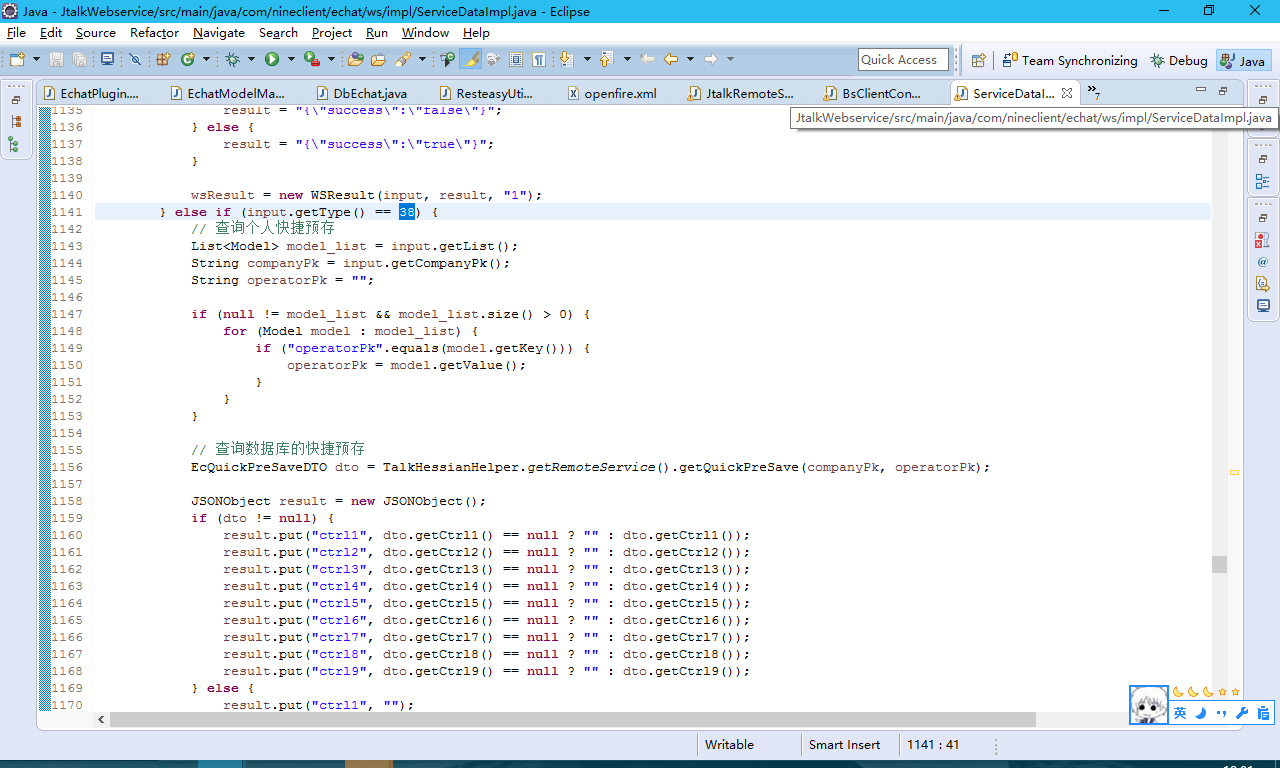 Java - JtalkWebservice/src/main/java/com/nineclient/echat/ws/impl/ServiceDataImpl.java - Eclipse
File Edit Source Refactor Navigate Search Project Run Window Help
Quick Access Team Synchronizing Debug Java
EchatPlugin.... EchatModelMa... DbEchat.java ResteasyUti... openfire.xml JtalkRemoteS... BsClientCon... ServiceDataI... »7
JtalkWebservice/src/main/java/com/nineclient/echat/ws/impl/ServiceDataImpl.java
1135 result = "{\"success\":\"false\"}";
1136 } else {
1137 result = "{\"success\":\"true\"}";
1138 }
1139
1140 wsResult = new WSResult(input, result, "1");
1141 } else if (input.getType() == 38) {
1142 // 查询个人快捷预存
1143 List<Model> model_list = input.getList();
1144 String companyPk = input.getCompanyPk();
1145 String operatorPk = "";
1146
1147 if (null != model_list && model_list.size() > 0) {
1148 for (Model model : model_list) {
1149 if ("operatorPk".equals(model.getKey())) {
1150 operatorPk = model.getValue();
1151 }
1152 }
1153 }
1154
1155 // 查询数据库的快捷预存
1156 EcQuickPreSaveDTO dto = TalkHessianHelper.getRemoteService().getQuickPreSave(companyPk, operatorPk);
1157
1158 JSONObject result = new JSONObject();
1159 if (dto != null) {
1160 result.put("ctrl1", dto.getCtrl1() == null ? "" : dto.getCtrl1());
1161 result.put("ctrl2", dto.getCtrl2() == null ? "" : dto.getCtrl2());
1162 result.put("ctrl3", dto.getCtrl3() == null ? "" : dto.getCtrl3());
1163 result.put("ctrl4", dto.getCtrl4() == null ? "" : dto.getCtrl4());
1164 result.put("ctrl5", dto.getCtrl5() == null ? "" : dto.getCtrl5());
1165 result.put("ctrl6", dto.getCtrl6() == null ? "" : dto.getCtrl6());
1166 result.put("ctrl7", dto.getCtrl7() == null ? "" : dto.getCtrl7());
1167 result.put("ctrl8", dto.getCtrl8() == null ? "" : dto.getCtrl8());
1168 result.put("ctrl9", dto.getCtrl9() == null ? "" : dto.getCtrl9());
1169 } else {
1170 result.put("ctrl1", "");
英
Writable Smart Insert 1141 : 41